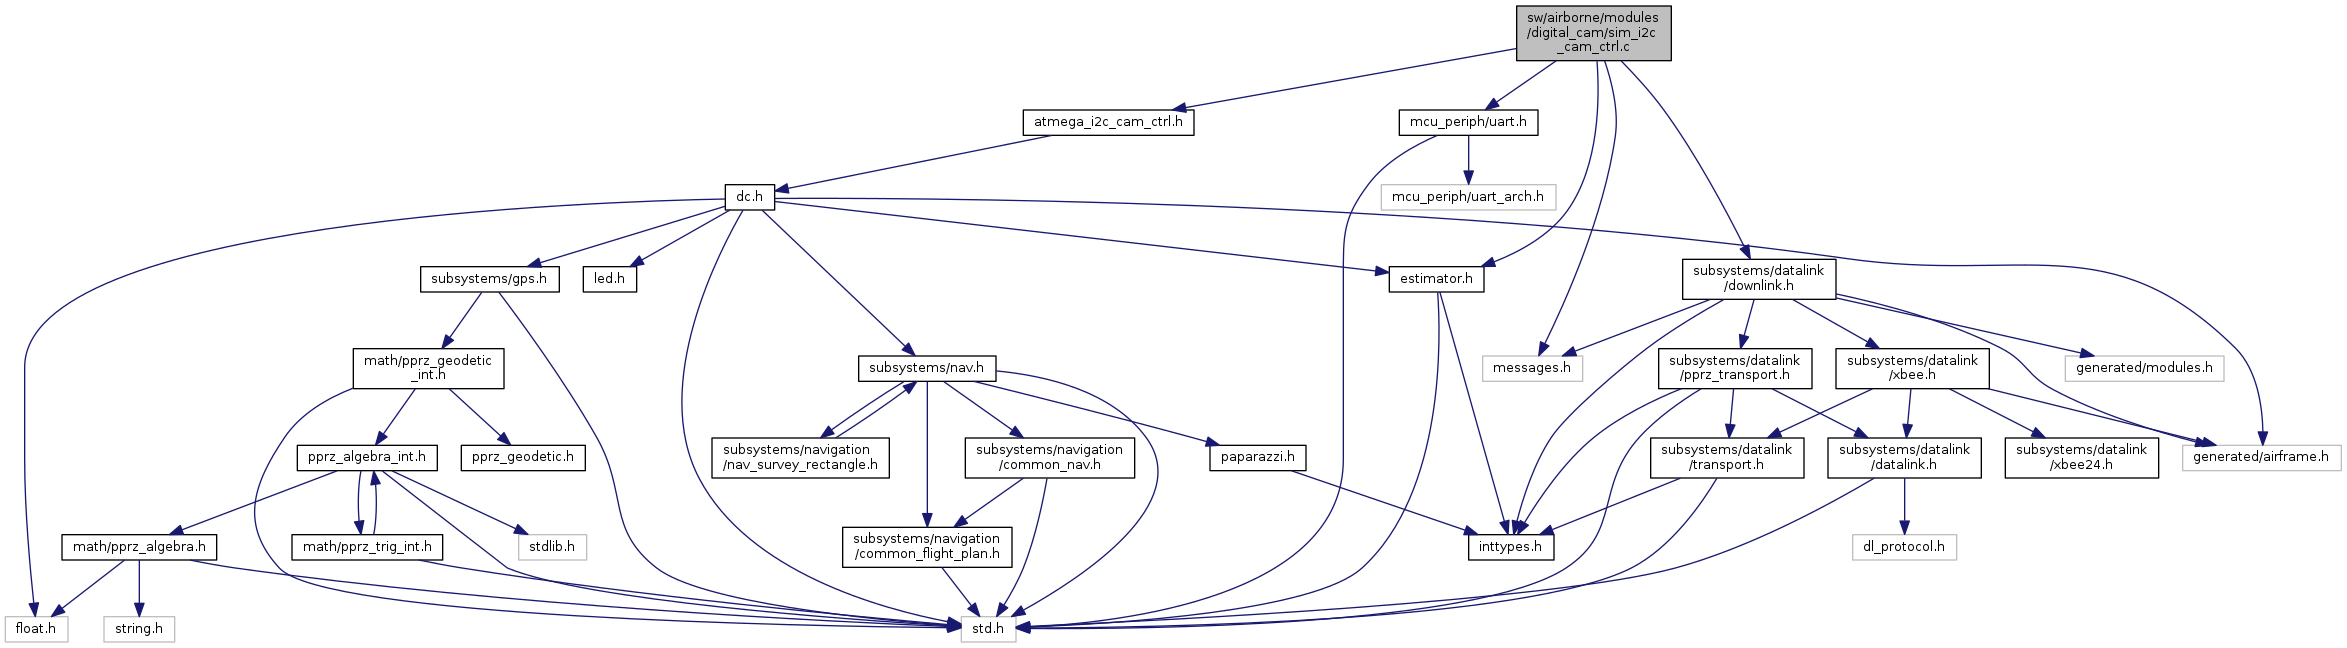 sw/airborne/modules
/digital_cam/sim_i2c
_cam_ctrl.c
atmega_i2c_cam_ctrl.h
mcu_periph/uart.h
dc.h
mcu_periph/uart_arch.h
subsystems/gps.h
led.h
estimator.h
subsystems/datalink
/downlink.h
math/pprz_geodetic
_int.h
subsystems/nav.h
messages.h
subsystems/datalink
/pprz_transport.h
subsystems/datalink
/xbee.h
generated/modules.h
pprz_algebra_int.h
pprz_geodetic.h
subsystems/navigation
/nav_survey_rectangle.h
subsystems/navigation
/common_nav.h
paparazzi.h
subsystems/datalink
/transport.h
subsystems/datalink
/datalink.h
subsystems/datalink
/xbee24.h
generated/airframe.h
math/pprz_algebra.h
math/pprz_trig_int.h
stdlib.h
subsystems/navigation
/common_flight_plan.h
inttypes.h
dl_protocol.h
float.h
string.h
std.h